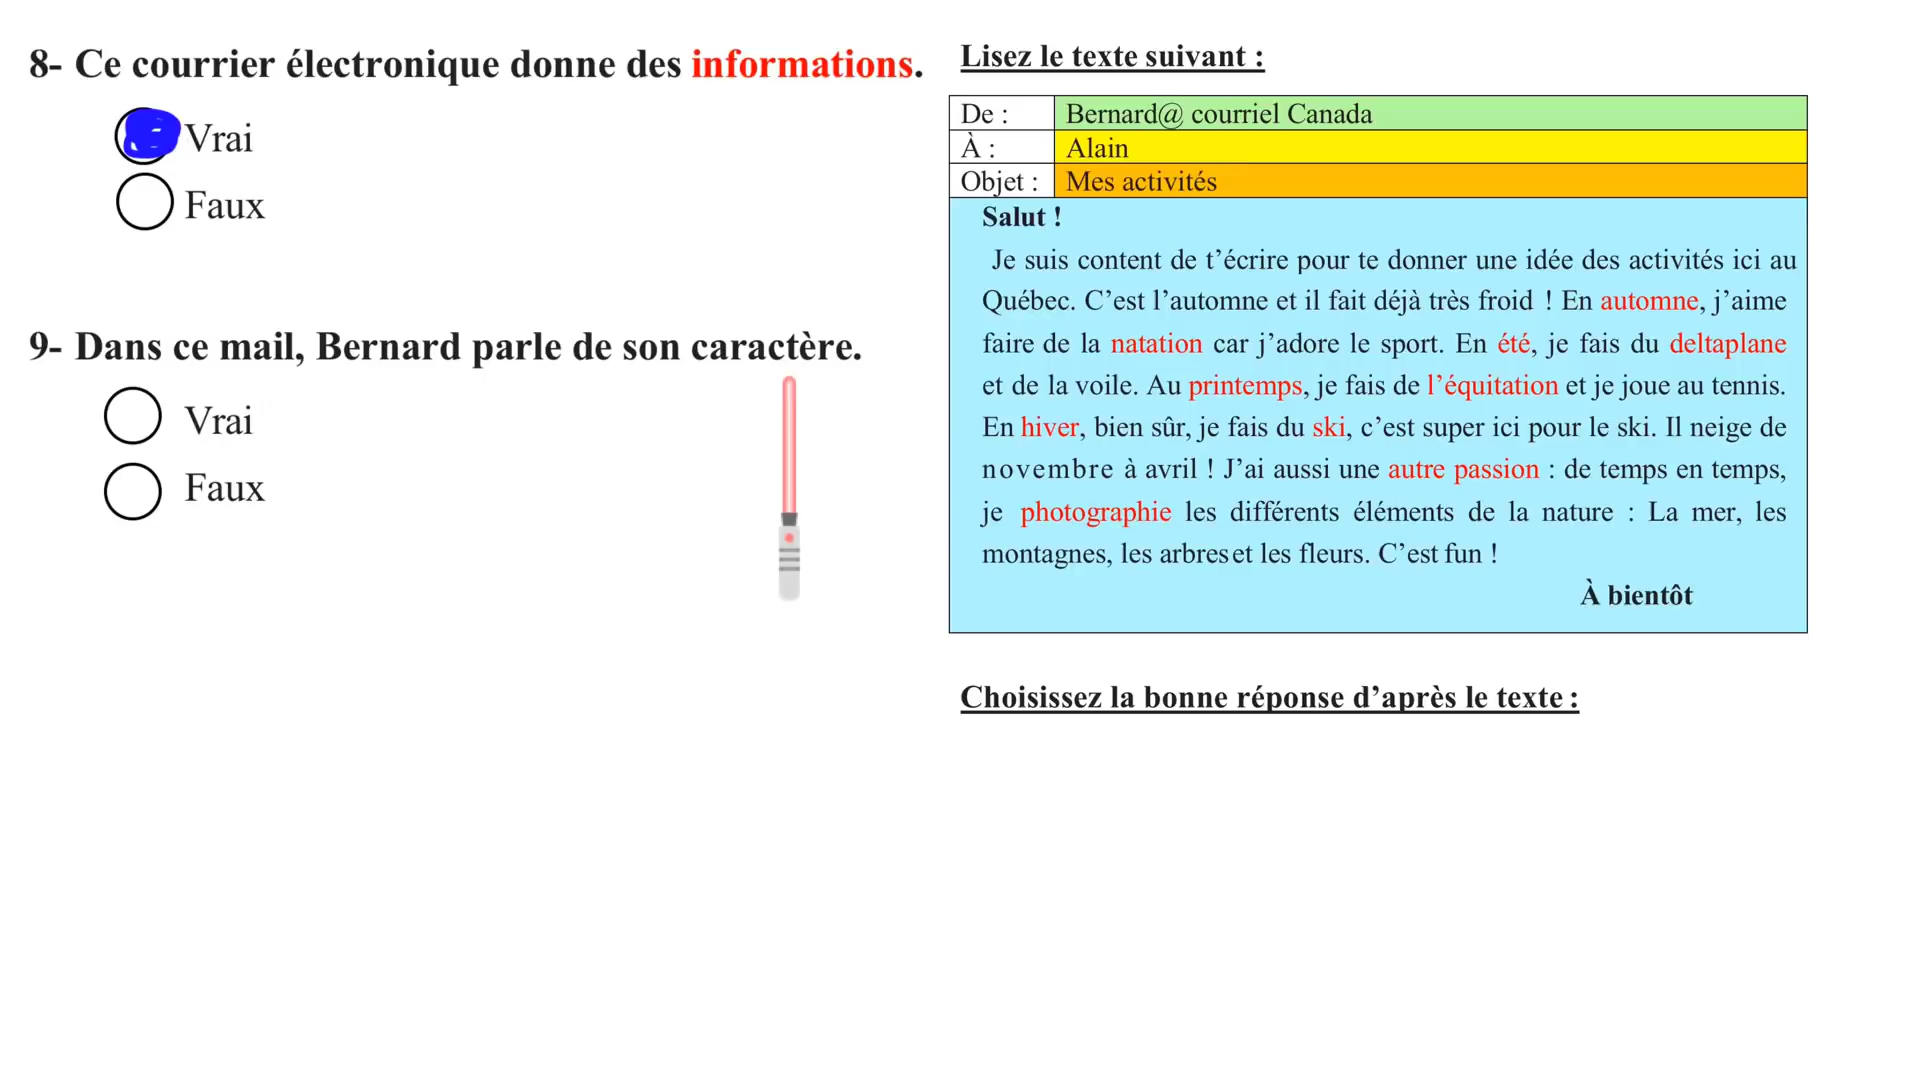 8- Ce courrier électronique donne des informations.
Vrai
Faux
9- Dans ce mail, Bernard parle de son caractère.
Vrai
Faux
Lisez le texte suivant :
De : Bernard@ courriel Canada
À : Alain
Objet : Mes activités
Salut !
Je suis content de t’écrire pour te donner une idée des activités ici au
Québec. C’est l’automne et il fait déjà très froid ! En automne, j’aime
faire de la natation car j’adore le sport. En été, je fais du deltaplane
et de la voile. Au printemps, je fais de l’équitation et je joue au tennis.
En hiver, bien sûr, je fais du ski, c’est super ici pour le ski. Il neige de
novembre à avril ! J’ai aussi une autre passion : de temps en temps,
je photographie les différents éléments de la nature : La mer, les
montagnes, les arbres et les fleurs. C’est fun !
À bientôt
Choisissez la bonne réponse d’après le texte :